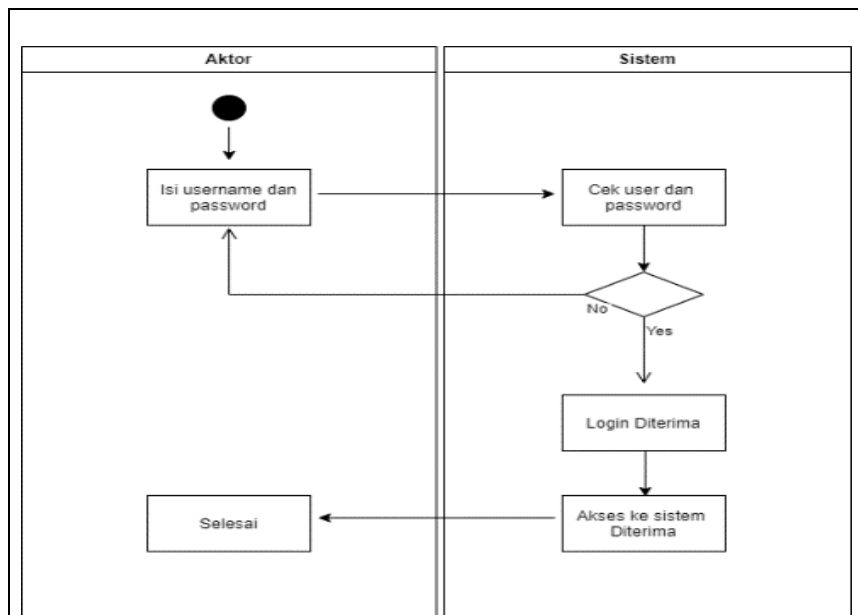 Aktor
Sistem
Isi username dan
password
Cek user dan
password
No
Yes
Login Diterima
Akses ke sistem
Diterima
Selesai